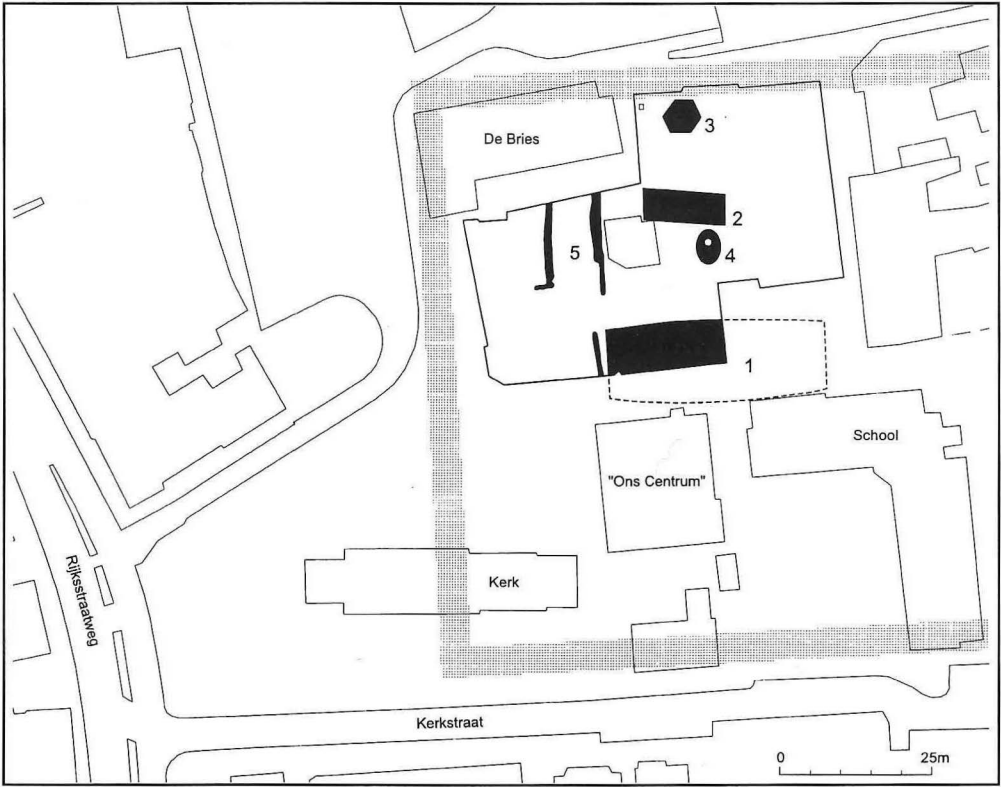 De Bries
3
2
5
4
1
School
"Ons Centrum"
Rijksstraatweg
Kerk
Kerkstraat
0 25m